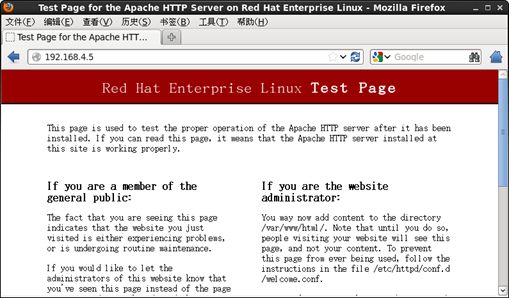 Test Page for the Apache HTTP Server on Red Hat Enterprise Linux - Mozilla Firefox
文件(F) 编辑(E) 查看(V) 历史(S) 书签(B) 工具(T) 帮助(H)
Test Page for the Apache HTT...
192.168.4.5
Google
Red Hat Enterprise Linux Test Page
This page is used to test the proper operation of the Apache HTTP server after it has been
installed. If you can read this page, it means that the Apache HTTP server installed at
this site is working properly.
If you are a member of the
general public:
The fact that you are seeing this page
indicates that the website you just
visited is either experiencing problems,
or is undergoing routine maintenance.
If you would like to let the
administrators of this website know that
you've seen this page instead of the page
If you are the website
administrator:
You may now add content to the directory
/var/www/html/. Note that until you do so,
people visiting your website will see this
page, and not your content. To prevent
this page from ever being used, follow the
instructions in the file /etc/httpd/conf.d
/welcome.conf.